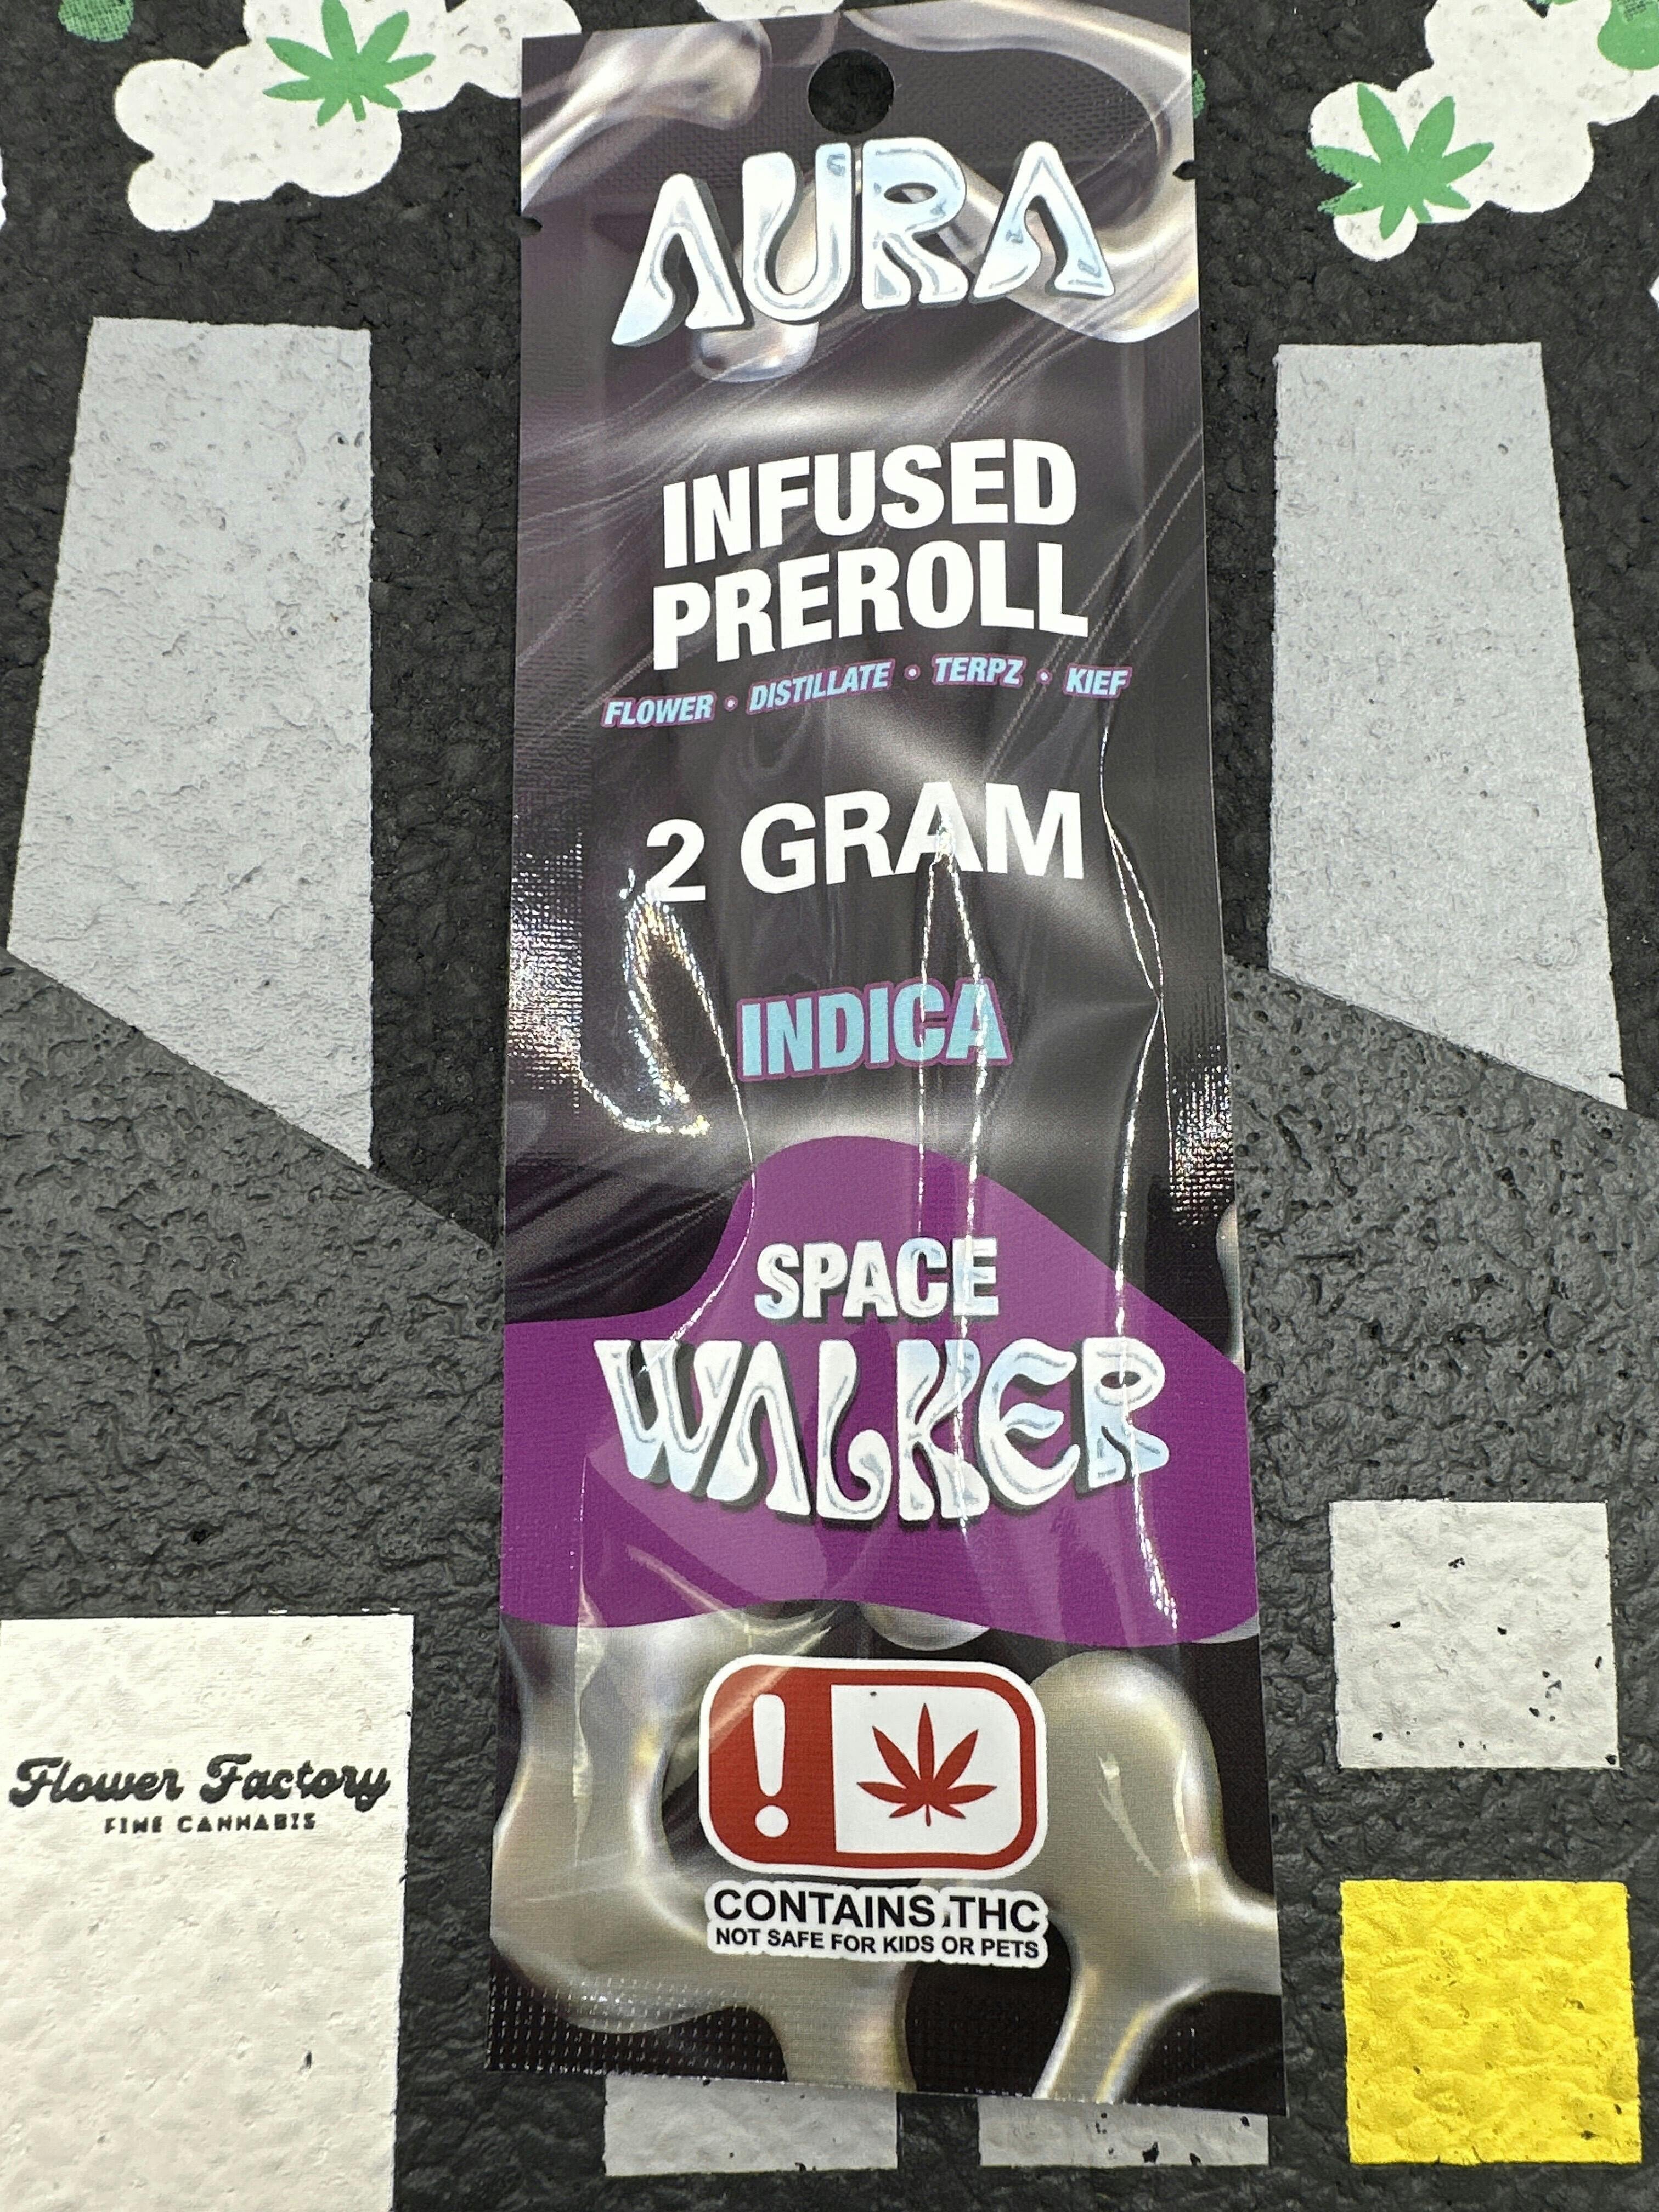 AURA
INFUSED
PREROLL
FLOWER • DISTILLATE • TERPZ • KIEF
2 GRAM
INDICA
SPACE
WALKER
!
CONTAINS THC
NOT SAFE FOR KIDS OR PETS
Flower Factory
FINE CANNABIS